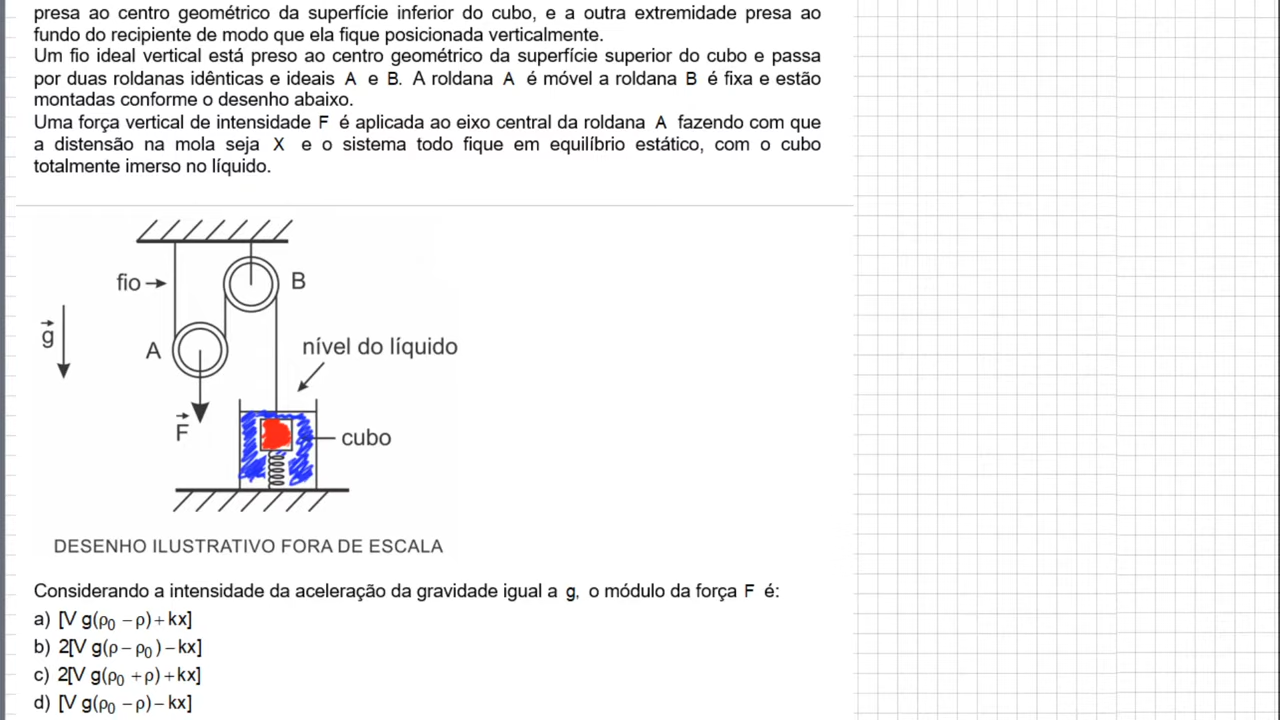 presa ao centro geométrico da superfície inferior do cubo, e a outra extremidade presa ao
fundo do recipiente de modo que ela fique posicionada verticalmente.
Um fio ideal vertical está preso ao centro geométrico da superfície superior do cubo e passa
por duas roldanas idênticas e ideais A e B. A roldana A é móvel a roldana B é fixa e estão
montadas conforme o desenho abaixo.
Uma força vertical de intensidade F é aplicada ao eixo central da roldana A fazendo com que
a distensão na mola seja X e o sistema todo fique em equilíbrio estático, com o cubo
totalmente imerso no líquido.
fio
B
g
A
nível do líquido
F
cubo
DESENHO ILUSTRATIVO FORA DE ESCALA
Considerando a intensidade da aceleração da gravidade igual a g, o módulo da força F é:
a) [V g(ρ₀ − ρ) + kx]
b) 2[V g(ρ − ρ₀) − kx]
c) 2[V g(ρ₀ + ρ) + kx]
d) [V g(ρ₀ − ρ) − kx]